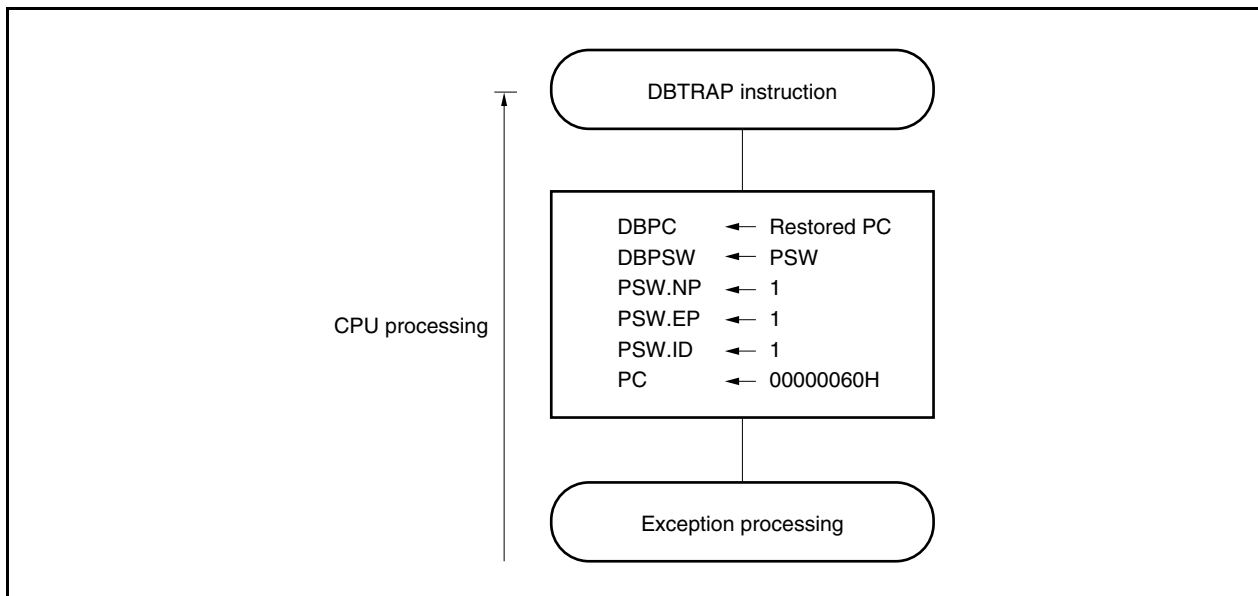 DBTRAP instruction
CPU processing
DBPC ← Restored PC
DBPSW ← PSW
PSW.NP ← 1
PSW.EP ← 1
PSW.ID ← 1
PC ← 00000060H
Exception processing